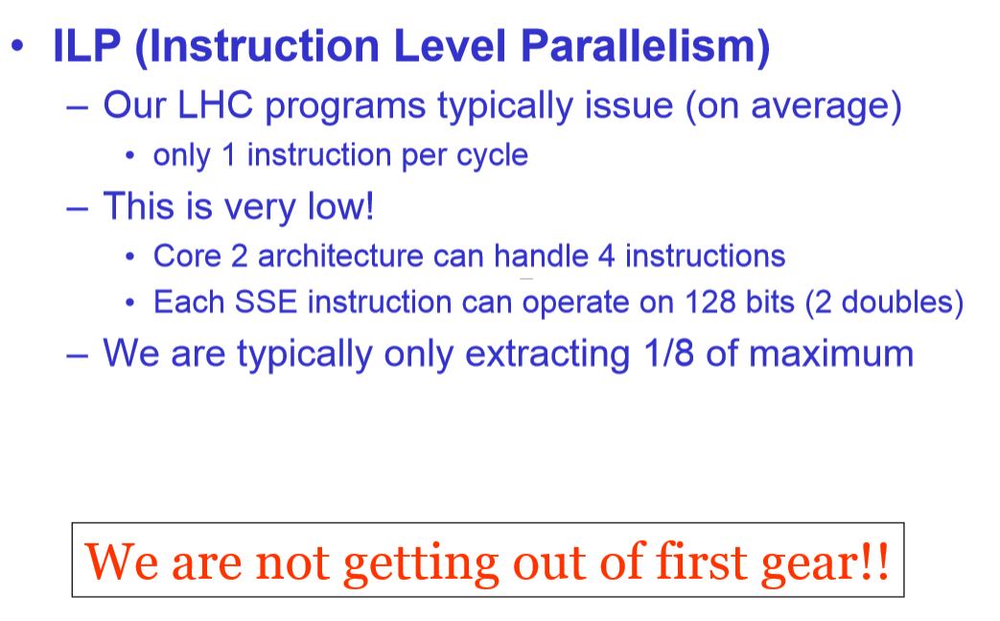 • ILP (Instruction Level Parallelism)
– Our LHC programs typically issue (on average)
• only 1 instruction per cycle
– This is very low!
• Core 2 architecture can handle 4 instructions
• Each SSE instruction can operate on 128 bits (2 doubles)
– We are typically only extracting 1/8 of maximum
We are not getting out of first gear!!